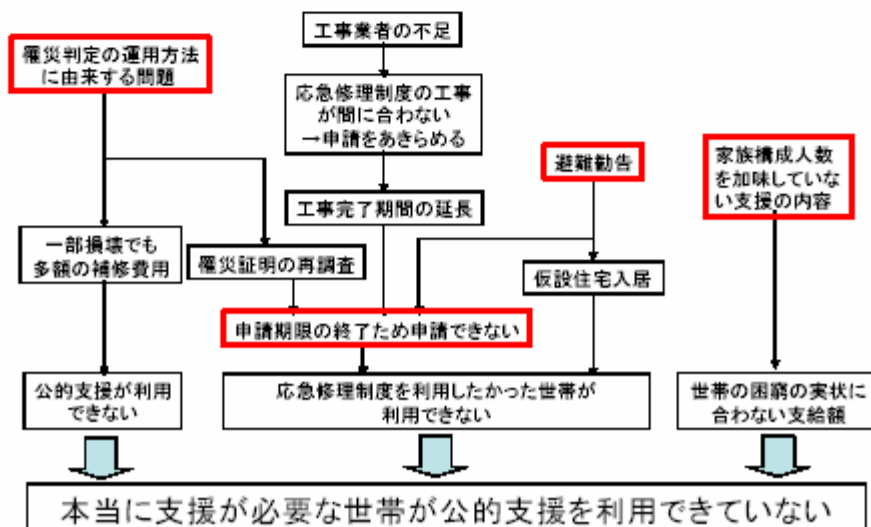 工事業者の不足
罹災判定の運用方法
に由来する問題
応急修理制度の工事
が間に合わない
→申請をあきらめる
避難勧告
家族構成人数
を加味していな
い支援の内容
工事完了期間の延長
一部損壊でも
多額の補修費用
罹災証明の再調査
仮設住宅入居
申請期限の終了ため申請できない
公的支援が利用
できない
応急修理制度を利用したかった世帯が
利用できない
世帯の困窮の実状に
合わない支給額
本当に支援が必要な世帯が公的支援を利用できていない